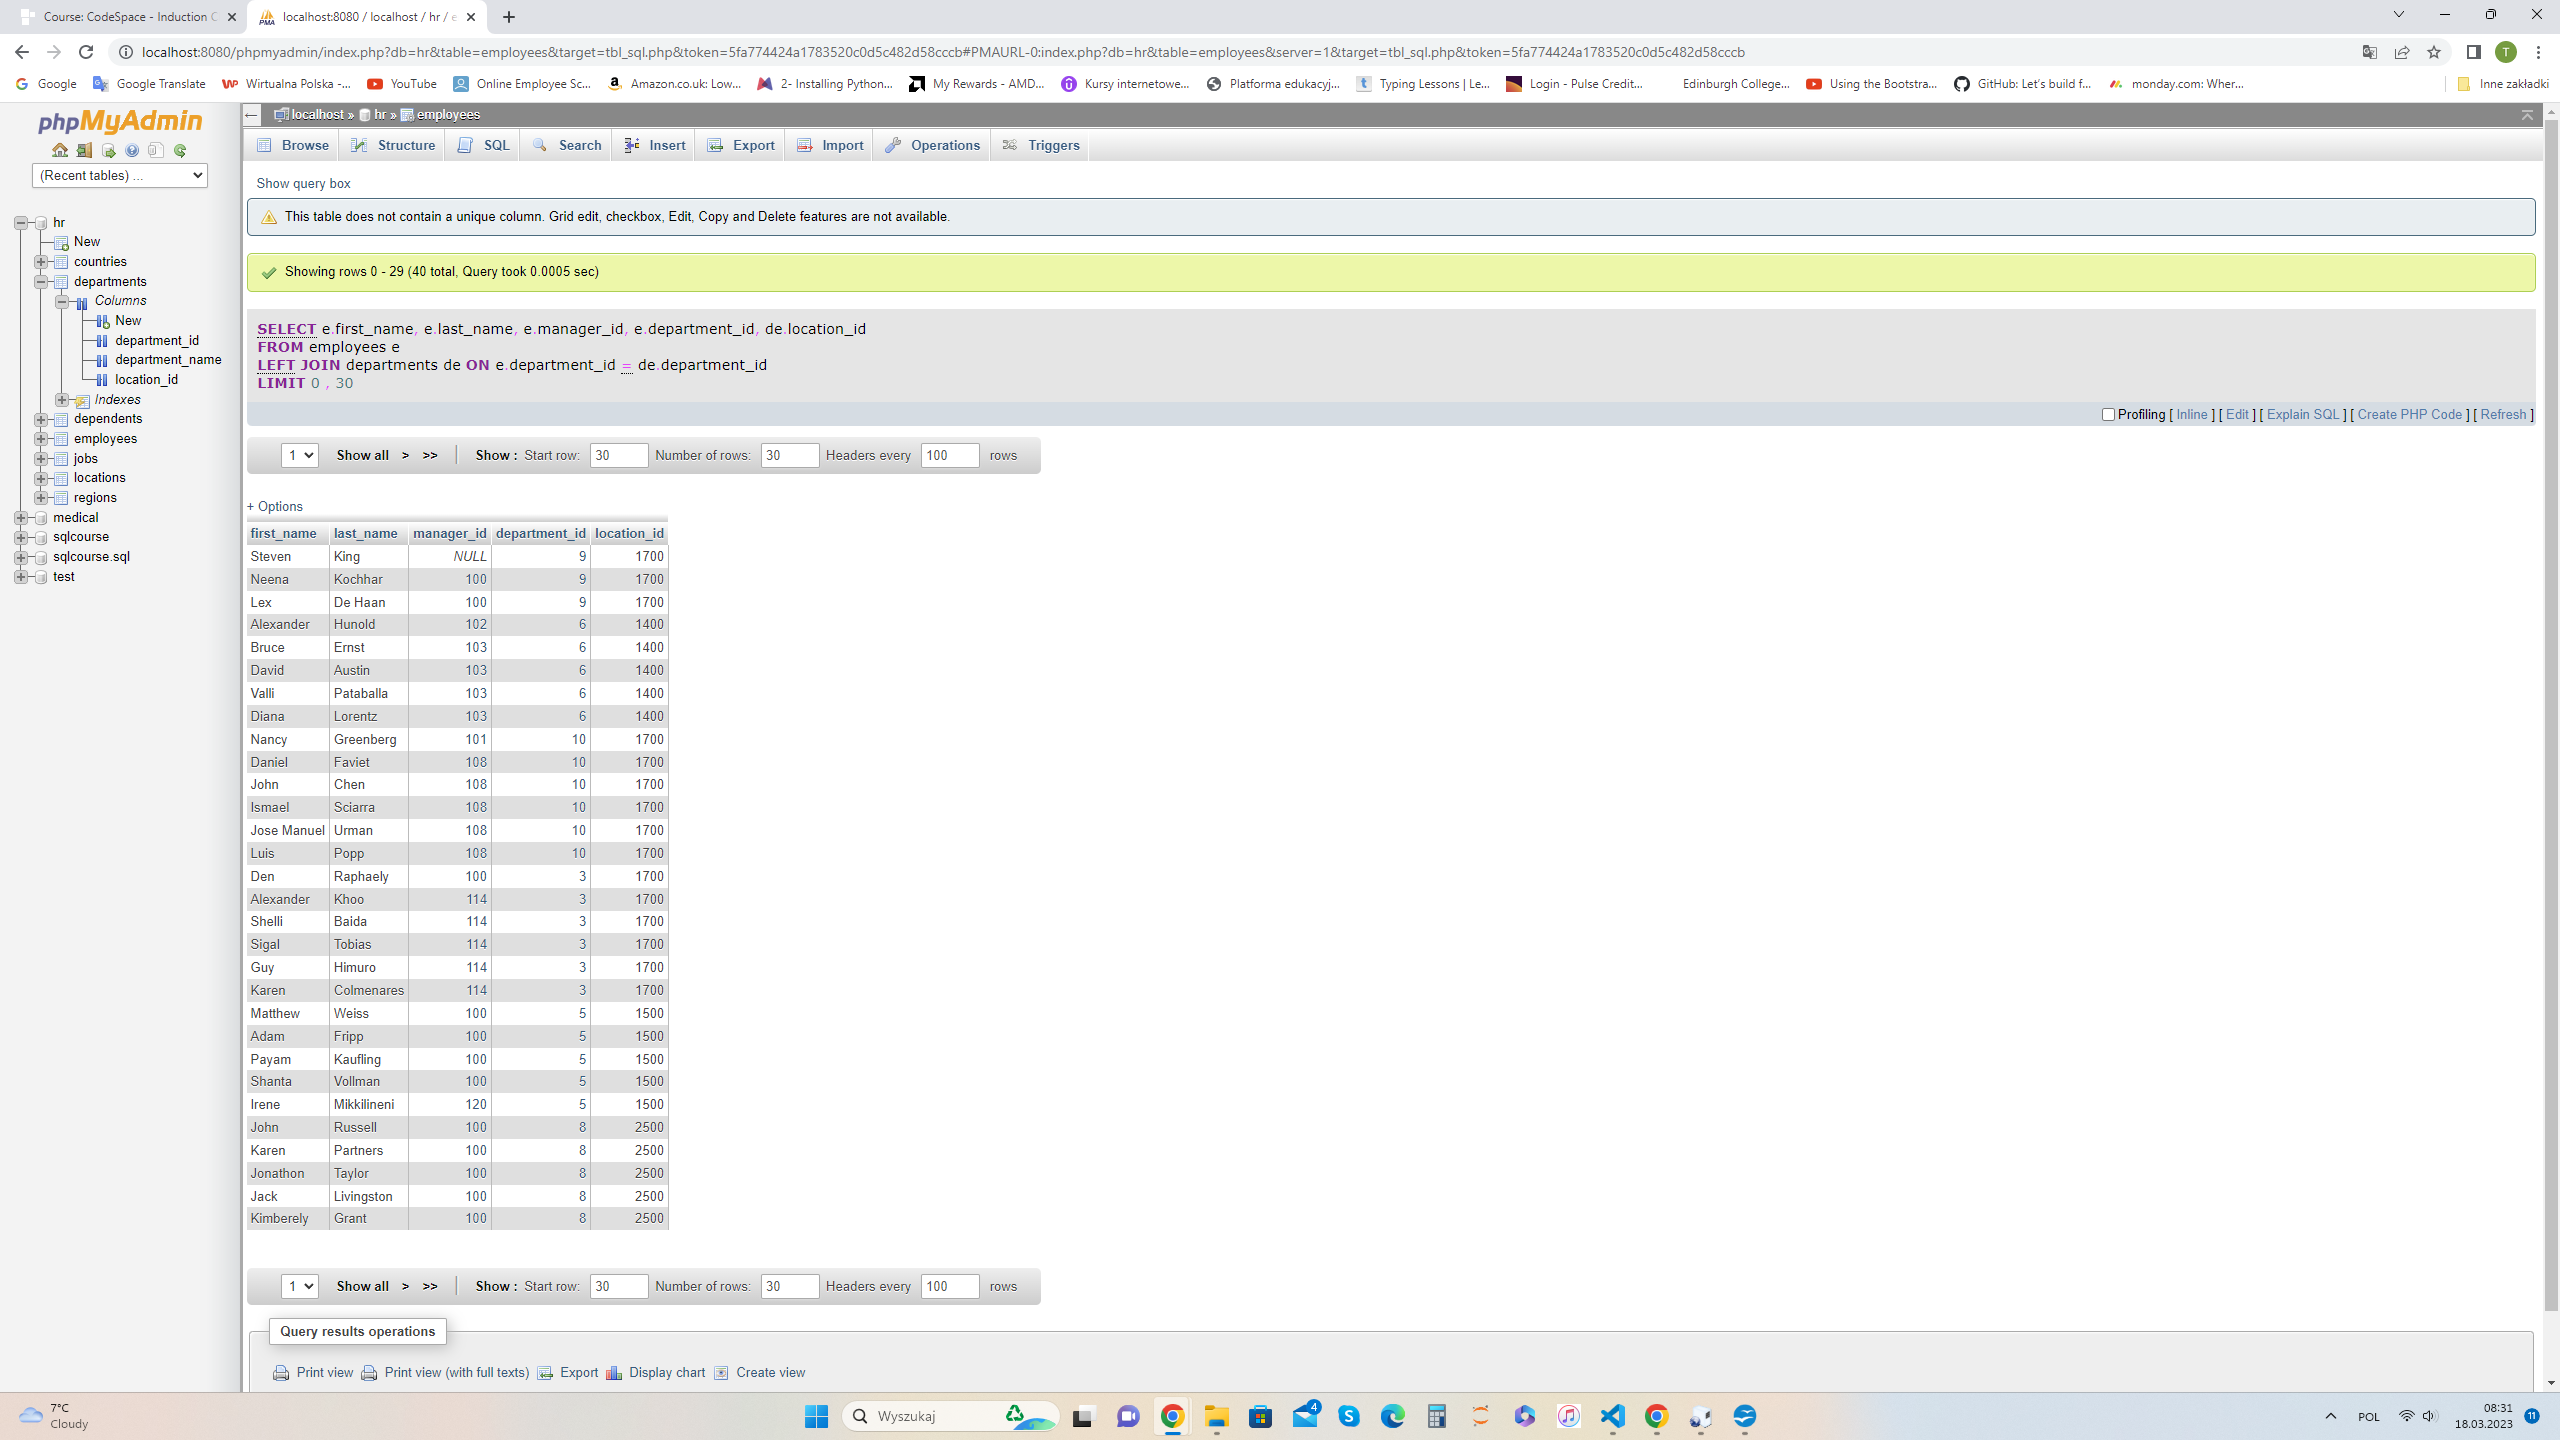 Course: CodeSpace - Induction C
localhost:8080 / localhost / hr / e
localhost:8080/phpmyadmin/index.php?db=hr&table=employees&target=tbl_sql.php&token=5fa774424a1783520c0d5c482d58cccb#PMAURL-0:index.php?db=hr&table=employees&server=1&target=tbl_sql.php&token=5fa774424a1783520c0d5c482d58cccb
T
Google Google Translate Wirtualna Polska -... YouTube Online Employee Sc... Amazon.co.uk: Low... 2- Installing Python... My Rewards - AMD... Kursy internetowe... Platforma edukacyj... Typing Lessons | Le... Login - Pulse Credit... Edinburgh College... Using the Bootstra... GitHub: Let's build f... monday.com: Wher... Inne zakładki
phpMyAdmin
(Recent tables) ...
hr
New
countries
departments
Columns
New
department_id
department_name
location_id
Indexes
dependents
employees
jobs
locations
regions
medical
sqlcourse
sqlcourse.sql
test
localhost » hr » employees
Browse Structure SQL Search Insert Export Import Operations Triggers
Show query box
This table does not contain a unique column. Grid edit, checkbox, Edit, Copy and Delete features are not available.
Showing rows 0 - 29 (40 total, Query took 0.0005 sec)
SELECT e.first_name, e.last_name, e.manager_id, e.department_id, de.location_id
FROM employees e
LEFT JOIN departments de ON e.department_id = de.department_id
LIMIT 0 , 30
Profiling [ Inline ] [ Edit ] [ Explain SQL ] [ Create PHP Code ] [ Refresh ]
1 Show all > >> Show : Start row: 30 Number of rows: 30 Headers every 100 rows
+ Options
first_name last_name manager_id department_id location_id
Steven King NULL 9 1700
Neena Kochhar 100 9 1700
Lex De Haan 100 9 1700
Alexander Hunold 102 6 1400
Bruce Ernst 103 6 1400
David Austin 103 6 1400
Valli Pataballa 103 6 1400
Diana Lorentz 103 6 1400
Nancy Greenberg 101 10 1700
Daniel Faviet 108 10 1700
John Chen 108 10 1700
Ismael Sciarra 108 10 1700
Jose Manuel Urman 108 10 1700
Luis Popp 108 10 1700
Den Raphaely 100 3 1700
Alexander Khoo 114 3 1700
Shelli Baida 114 3 1700
Sigal Tobias 114 3 1700
Guy Himuro 114 3 1700
Karen Colmenares 114 3 1700
Matthew Weiss 100 5 1500
Adam Fripp 100 5 1500
Payam Kaufling 100 5 1500
Shanta Vollman 100 5 1500
Irene Mikkilineni 120 5 1500
John Russell 100 8 2500
Karen Partners 100 8 2500
Jonathon Taylor 100 8 2500
Jack Livingston 100 8 2500
Kimberely Grant 100 8 2500
1 Show all > >> Show : Start row: 30 Number of rows: 30 Headers every 100 rows
Query results operations
Print view Print view (with full texts) Export Display chart Create view
7°C
Cloudy
Wyszukaj
4
POL
08:31
18.03.2023
11